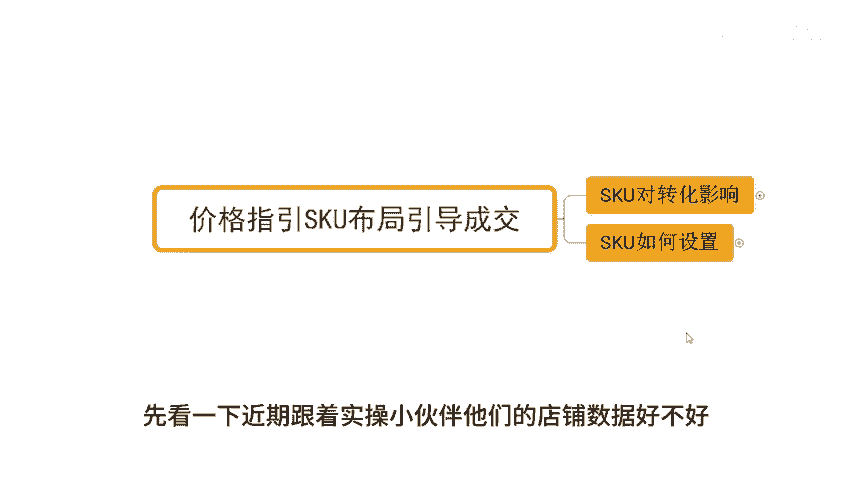 SKU对转化影响
价格指引SKU布局引导成交
SKU如何设置
先看一下近期跟着实操小伙伴他们的店铺数据好不好